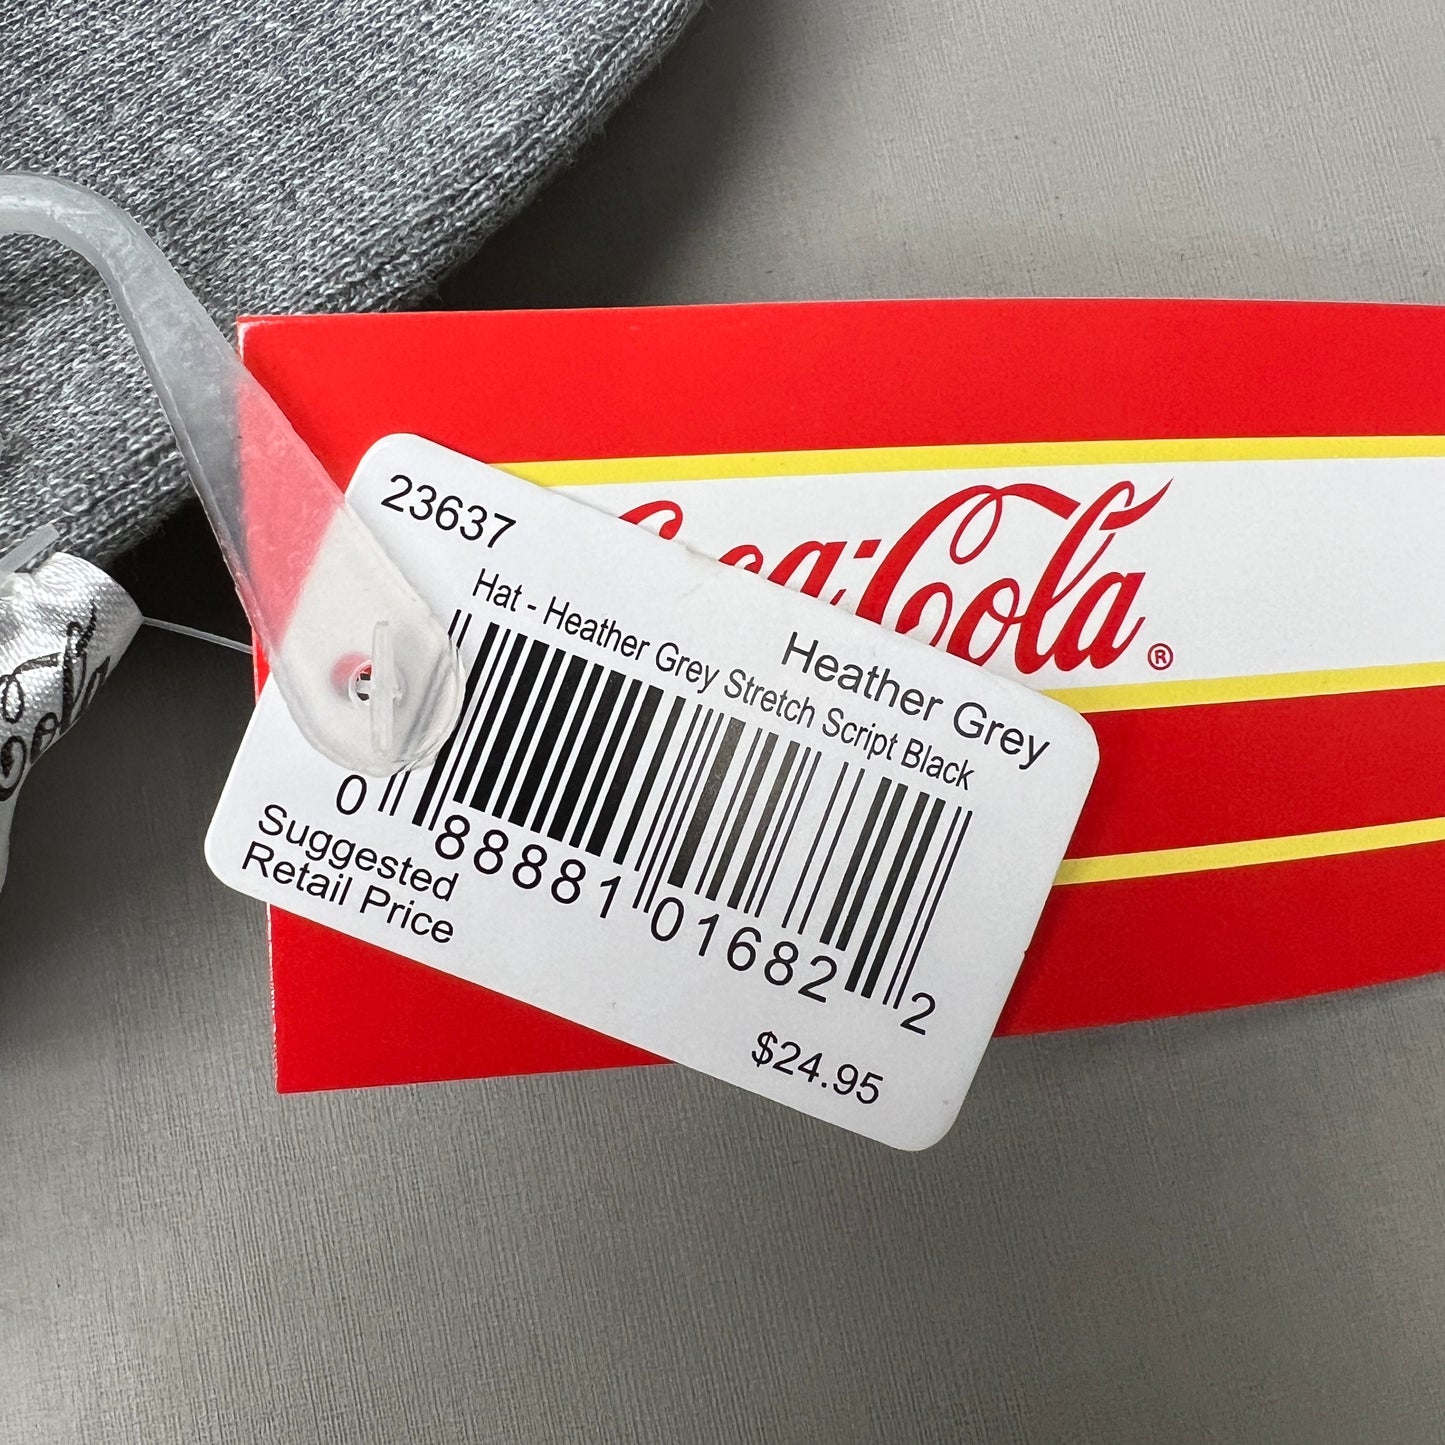 23637
Heather Grey
Hat - Heather Grey Stretch Script Black
0 88881 01682 2
Suggested
Retail Price
$24.95
Coca-Cola®
Cola